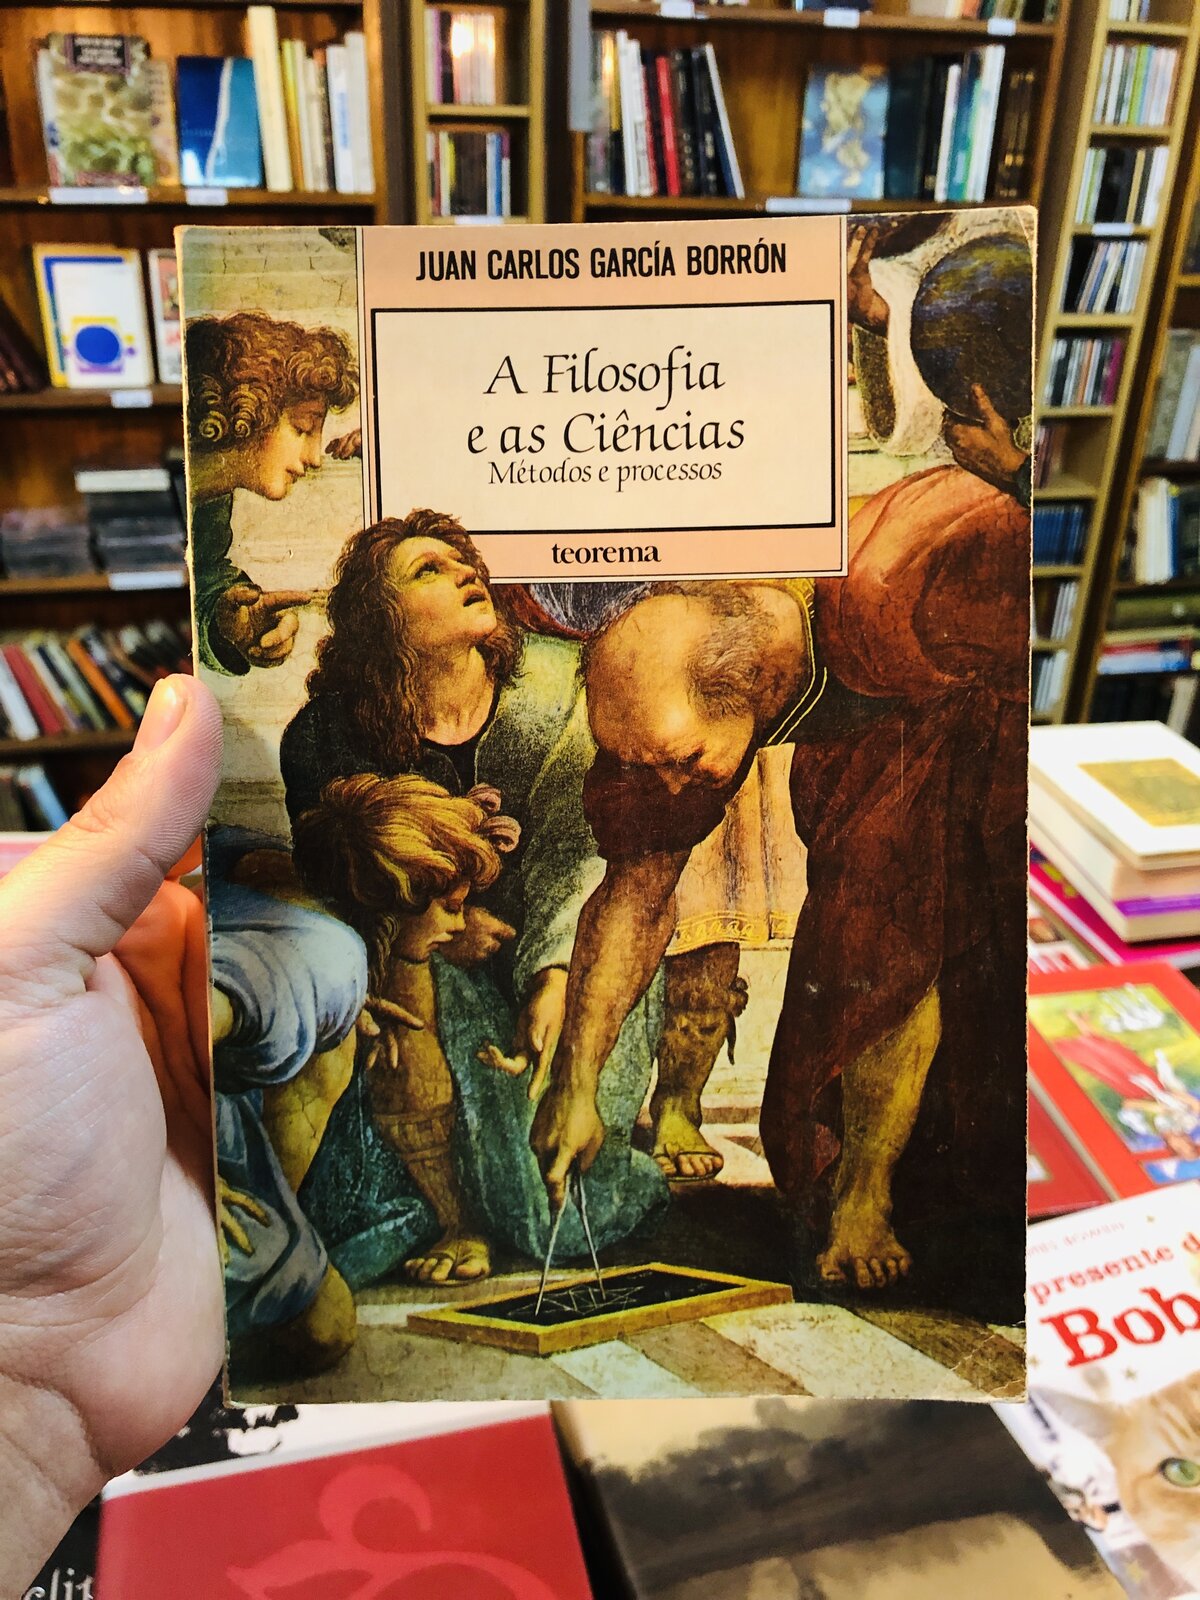 JUAN CARLOS GARCÍA BORRÓN
A Filosofia
e as Ciências
Métodos e processos
teorema
presente d
Bob